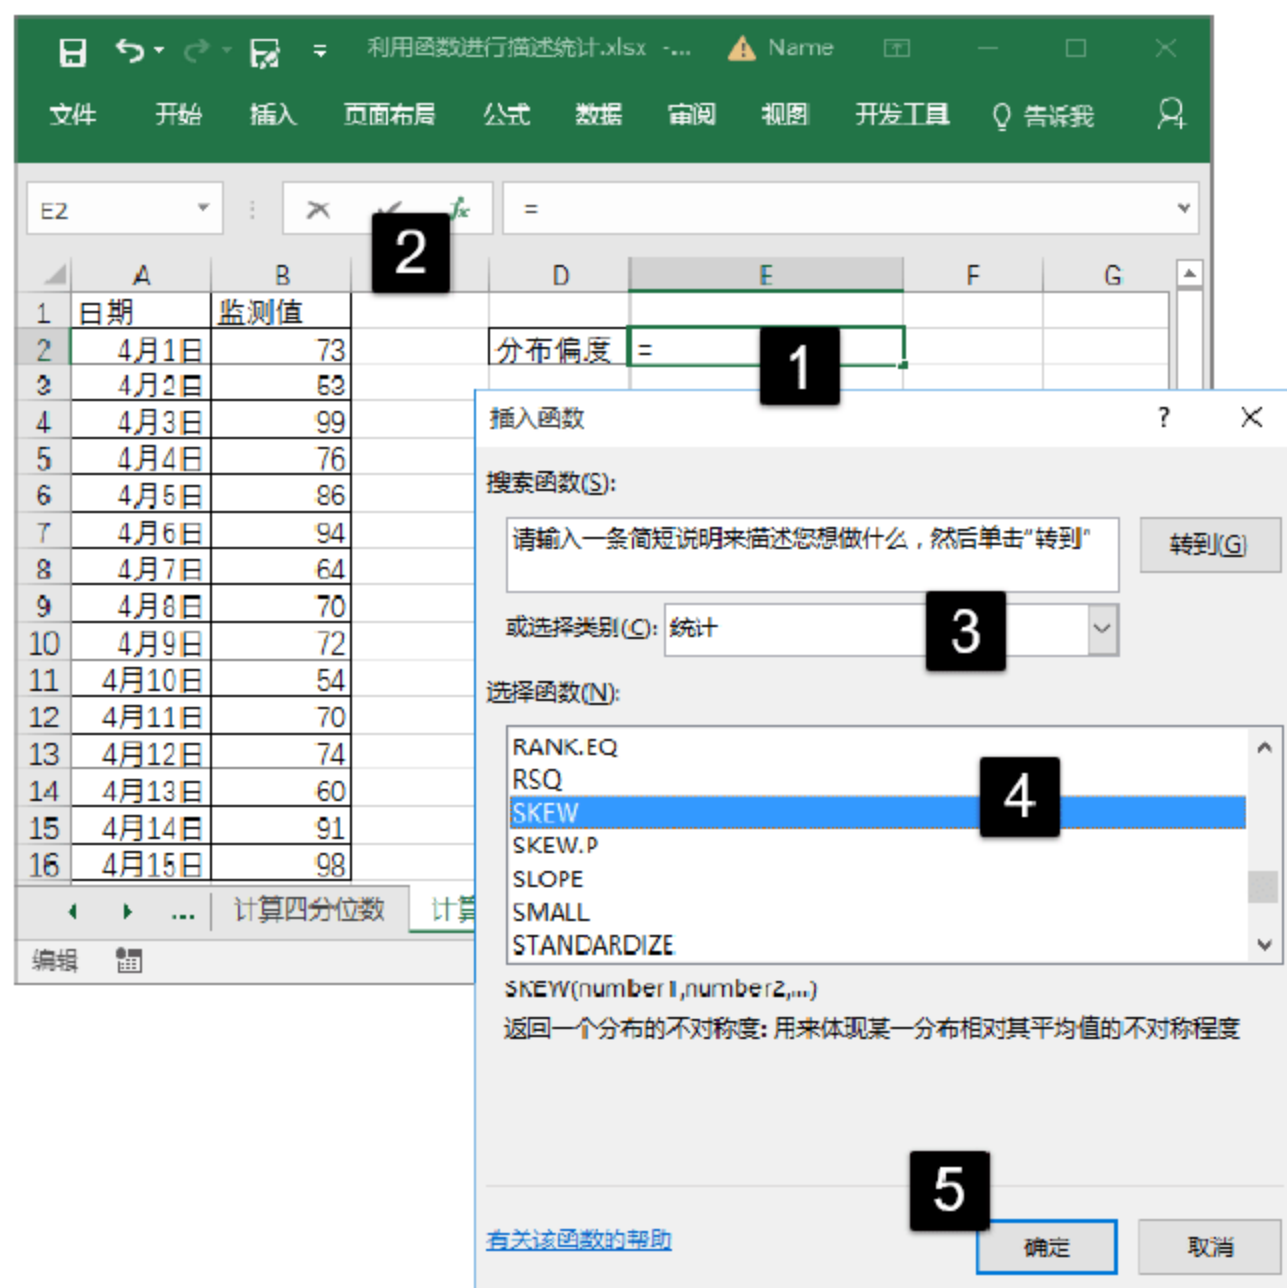 利用函数进行描述统计.xlsx -... Name
文件 开始 插入 页面布局 公式 数据 审阅 视图 开发工具 告诉我
E2 fx =
2
A B D E F G
1 日期 监测值
2 4月1日 73 分布偏度 =
1
3 4月2日 63
4 4月3日 99
5 4月4日 76
6 4月5日 86
7 4月6日 94
8 4月7日 64
9 4月8日 70
10 4月9日 72
11 4月10日 54
12 4月11日 70
13 4月12日 74
14 4月13日 60
15 4月14日 91
16 4月15日 98
... 计算四分位数 计算
编辑
插入函数 ?
搜索函数(S):
请输入一条简短说明来描述您想做什么，然后单击“转到” 转到(G)
或选择类别(C): 统计
3
选择函数(N):
RANK.EQ
RSQ
SKEW
4
SKEW.P
SLOPE
SMALL
STANDARDIZE
SKEW(number1,number2,...)
返回一个分布的不对称度: 用来体现某一分布相对其平均值的不对称程度
5
有关该函数的帮助 确定 取消